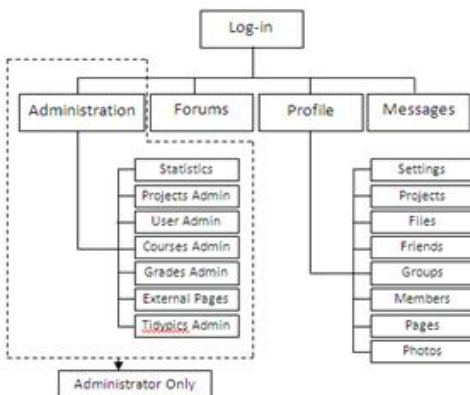 Log-in
Administration
Forums
Profile
Messages
Statistics
Projects Admin
User Admin
Courses Admin
Grades Admin
External Pages
Tidypics Admin
Settings
Projects
Files
Friends
Groups
Members
Pages
Photos
Administrator Only